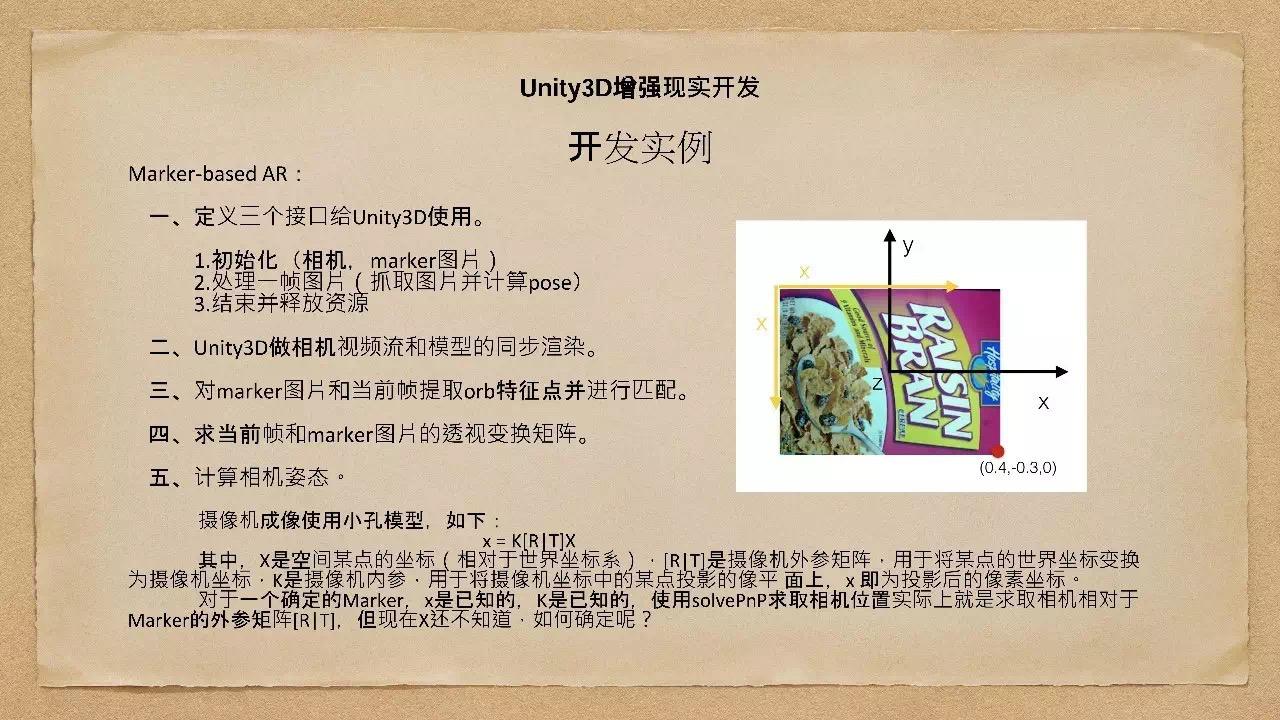 Unity3D增强现实开发
开发实例
Marker-based AR：
一、定义三个接口给Unity3D使用。
1.初始化（相机，marker图片）
2.处理一帧图片（抓取图片并计算pose）
3.结束并释放资源
二、Unity3D做相机视频流和模型的同步渲染。
三、对marker图片和当前帧提取orb特征点并进行匹配。
四、求当前帧和marker图片的透视变换矩阵。
五、计算相机姿态。
摄像机成像使用小孔模型，如下：
x = K[R|T]X
其中，X是空间某点的坐标（相对于世界坐标系），[R|T]是摄像机外参矩阵，用于将某点的世界坐标变换
为摄像机坐标，K是摄像机内参，用于将摄像机坐标中的某点投影的像平 面上，x 即为投影后的像素坐标。
对于一个确定的Marker，x是已知的，K是已知的，使用solvePnP求取相机位置实际上就是求取相机相对于
Marker的外参矩阵[R|T]，但现在X还不知道，如何确定呢？
y
x
x
z
x
(0.4,-0.3,0)
RAISIN
BRAN
CEREAL
Hospitality
Good Source of
9 Vitamins and Minerals